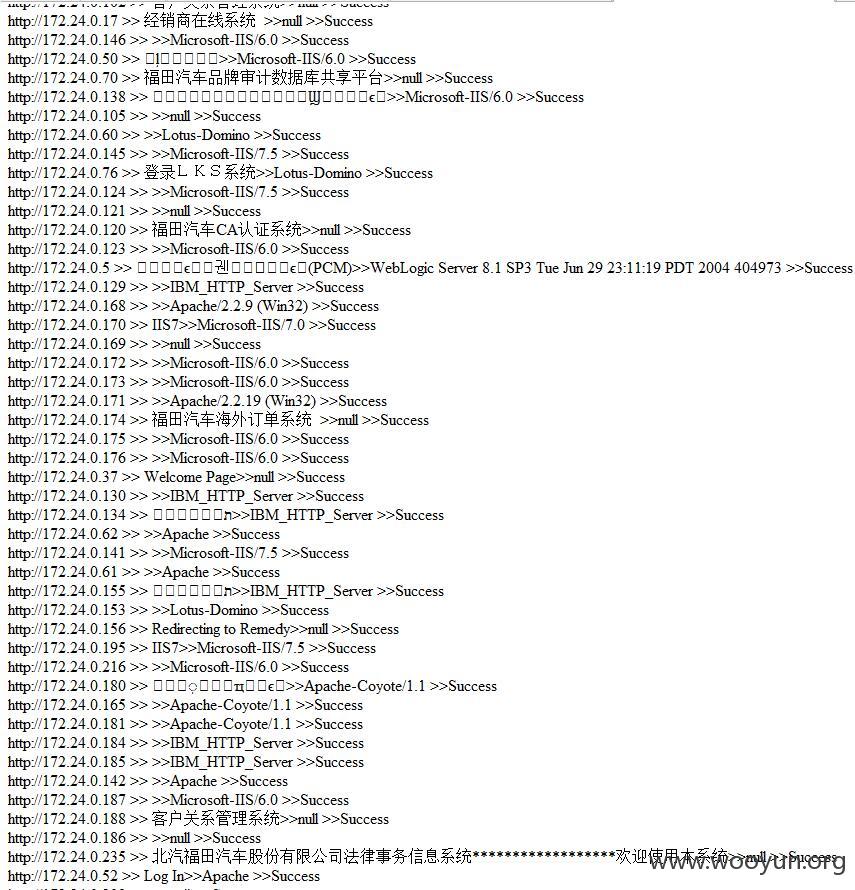 http://172.24.0.162 >> 客户关系管理系统>>null >>Success
http://172.24.0.17 >> 经销商在线系统 >>null >>Success
http://172.24.0.146 >> >>Microsoft-IIS/6.0 >>Success
http://172.24.0.50 >> >>Microsoft-IIS/6.0 >>Success
http://172.24.0.70 >> 福田汽车品牌审计数据库共享平台>>null >>Success
http://172.24.0.138 >> >>Microsoft-IIS/6.0 >>Success
http://172.24.0.105 >> >>null >>Success
http://172.24.0.60 >> >>Lotus-Domino >>Success
http://172.24.0.145 >> >>Microsoft-IIS/7.5 >>Success
http://172.24.0.76 >> 登录ＬＫＳ系统>>Lotus-Domino >>Success
http://172.24.0.124 >> >>Microsoft-IIS/7.5 >>Success
http://172.24.0.121 >> >>null >>Success
http://172.24.0.120 >> 福田汽车CA认证系统>>null >>Success
http://172.24.0.123 >> >>Microsoft-IIS/6.0 >>Success
http://172.24.0.5 >> (PCM)>>WebLogic Server 8.1 SP3 Tue Jun 29 23:11:19 PDT 2004 404973 >>Success
http://172.24.0.129 >> >>IBM_HTTP_Server >>Success
http://172.24.0.168 >> >>Apache/2.2.9 (Win32) >>Success
http://172.24.0.170 >> IIS7>>Microsoft-IIS/7.0 >>Success
http://172.24.0.169 >> >>null >>Success
http://172.24.0.172 >> >>Microsoft-IIS/6.0 >>Success
http://172.24.0.173 >> >>Microsoft-IIS/6.0 >>Success
http://172.24.0.171 >> >>Apache/2.2.19 (Win32) >>Success
http://172.24.0.174 >> 福田汽车海外订单系统 >>null >>Success
http://172.24.0.175 >> >>Microsoft-IIS/6.0 >>Success
http://172.24.0.176 >> >>Microsoft-IIS/6.0 >>Success
http://172.24.0.37 >> Welcome Page>>null >>Success
http://172.24.0.130 >> >>IBM_HTTP_Server >>Success
http://172.24.0.134 >> >>IBM_HTTP_Server >>Success
http://172.24.0.62 >> >>Apache >>Success
http://172.24.0.141 >> >>Microsoft-IIS/7.5 >>Success
http://172.24.0.61 >> >>Apache >>Success
http://172.24.0.155 >> >>IBM_HTTP_Server >>Success
http://172.24.0.153 >> >>Lotus-Domino >>Success
http://172.24.0.156 >> Redirecting to Remedy>>null >>Success
http://172.24.0.195 >> IIS7>>Microsoft-IIS/7.5 >>Success
http://172.24.0.216 >> >>Microsoft-IIS/6.0 >>Success
http://172.24.0.180 >> >>Apache-Coyote/1.1 >>Success
http://172.24.0.165 >> >>Apache-Coyote/1.1 >>Success
http://172.24.0.181 >> >>Apache-Coyote/1.1 >>Success
http://172.24.0.184 >> >>IBM_HTTP_Server >>Success
http://172.24.0.185 >> >>IBM_HTTP_Server >>Success
http://172.24.0.142 >> >>Apache >>Success
http://172.24.0.187 >> >>Microsoft-IIS/6.0 >>Success
http://172.24.0.188 >> 客户关系管理系统>>null >>Success
http://172.24.0.186 >> >>null >>Success
http://172.24.0.235 >> 北汽福田汽车股份有限公司法律事务信息系统******************欢迎使用本系统>>null >>Success
www.wooyun.org
http://172.24.0.52 >> Log In>>Apache >>Success